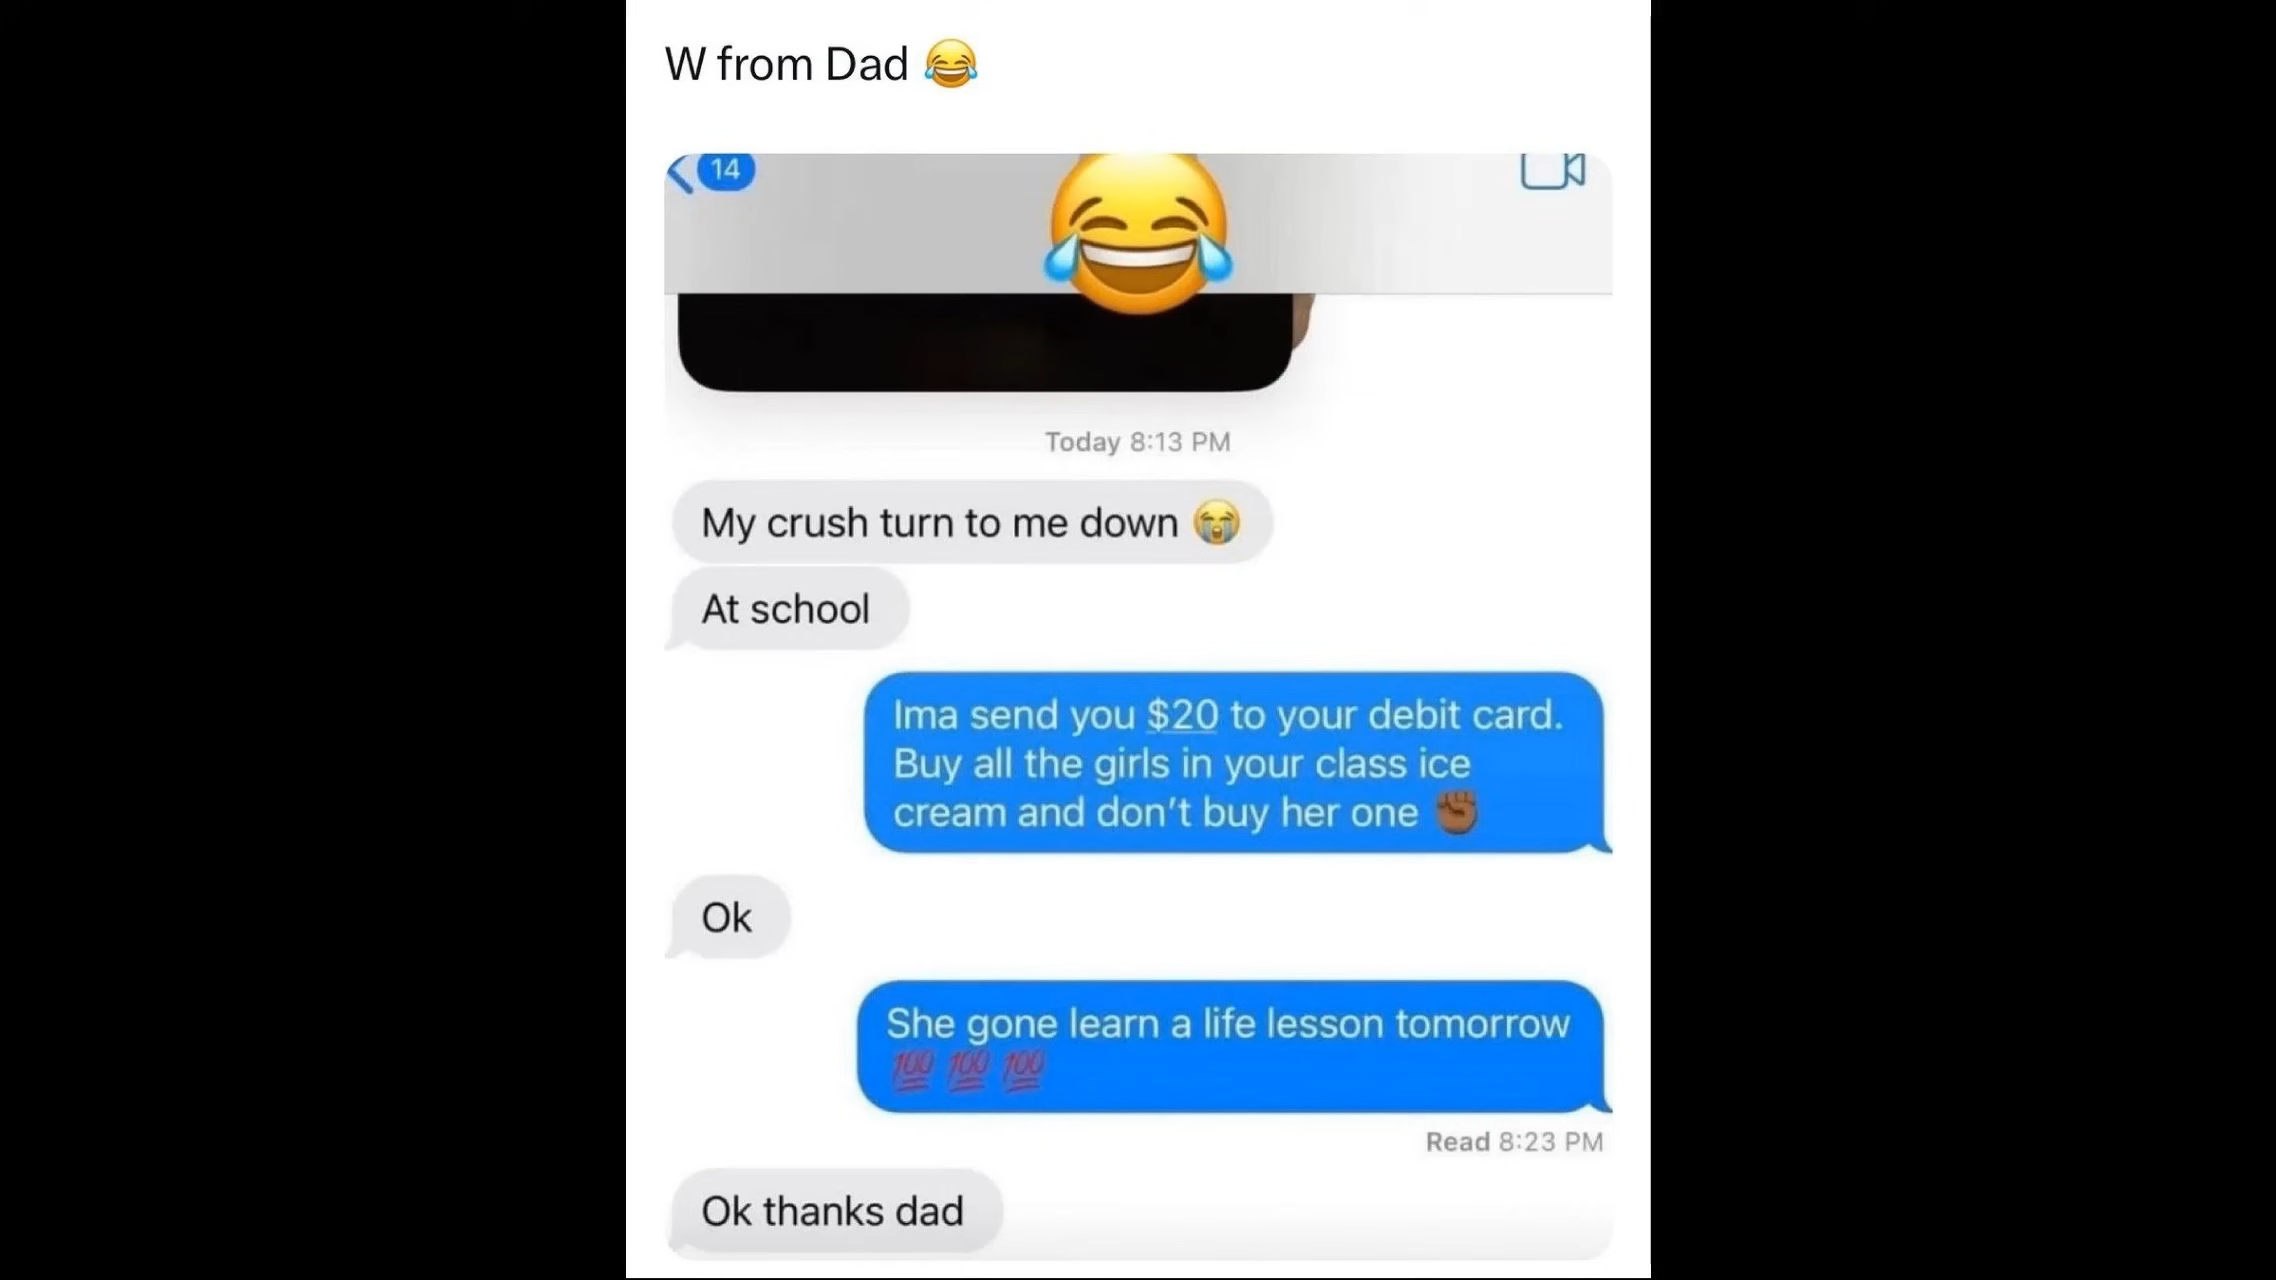 W from Dad 😂
14
Today 8:13 PM
My crush turn to me down 😭
At school
Ima send you $20 to your debit card.
Buy all the girls in your class ice
cream and don't buy her one ✊🏾
Ok
She gone learn a life lesson tomorrow
💯 💯 💯
Read 8:23 PM
Ok thanks dad